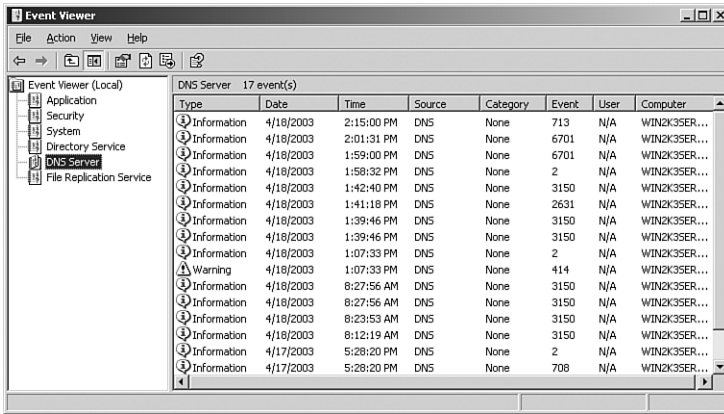 Event Viewer
File Action View Help
Event Viewer (Local)
Application
Security
System
Directory Service
DNS Server
File Replication Service
DNS Server 17 event(s)
Type Date Time Source Category Event User Computer
Information 4/18/2003 2:15:00 PM DNS None 713 N/A WIN2K3SER...
Information 4/18/2003 2:01:31 PM DNS None 6701 N/A WIN2K3SER...
Information 4/18/2003 1:59:00 PM DNS None 6701 N/A WIN2K3SER...
Information 4/18/2003 1:58:32 PM DNS None 2 N/A WIN2K3SER...
Information 4/18/2003 1:42:40 PM DNS None 3150 N/A WIN2K3SER...
Information 4/18/2003 1:41:18 PM DNS None 2631 N/A WIN2K3SER...
Information 4/18/2003 1:39:46 PM DNS None 3150 N/A WIN2K3SER...
Information 4/18/2003 1:39:46 PM DNS None 3150 N/A WIN2K3SER...
Information 4/18/2003 1:07:33 PM DNS None 2 N/A WIN2K3SER...
Warning 4/18/2003 1:07:33 PM DNS None 414 N/A WIN2K3SER...
Information 4/18/2003 8:27:56 AM DNS None 3150 N/A WIN2K3SER...
Information 4/18/2003 8:27:56 AM DNS None 3150 N/A WIN2K3SER...
Information 4/18/2003 8:23:53 AM DNS None 3150 N/A WIN2K3SER...
Information 4/18/2003 8:12:19 AM DNS None 3150 N/A WIN2K3SER...
Information 4/17/2003 5:28:20 PM DNS None 2 N/A WIN2K3SER...
Information 4/17/2003 5:28:20 PM DNS None 708 N/A WIN2K3SER...